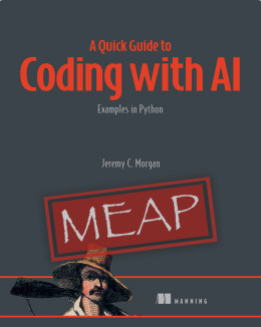 A Quick Guide to
Coding with AI
Examples in Python
Jeremy C. Morgan
MEAP
MANNING